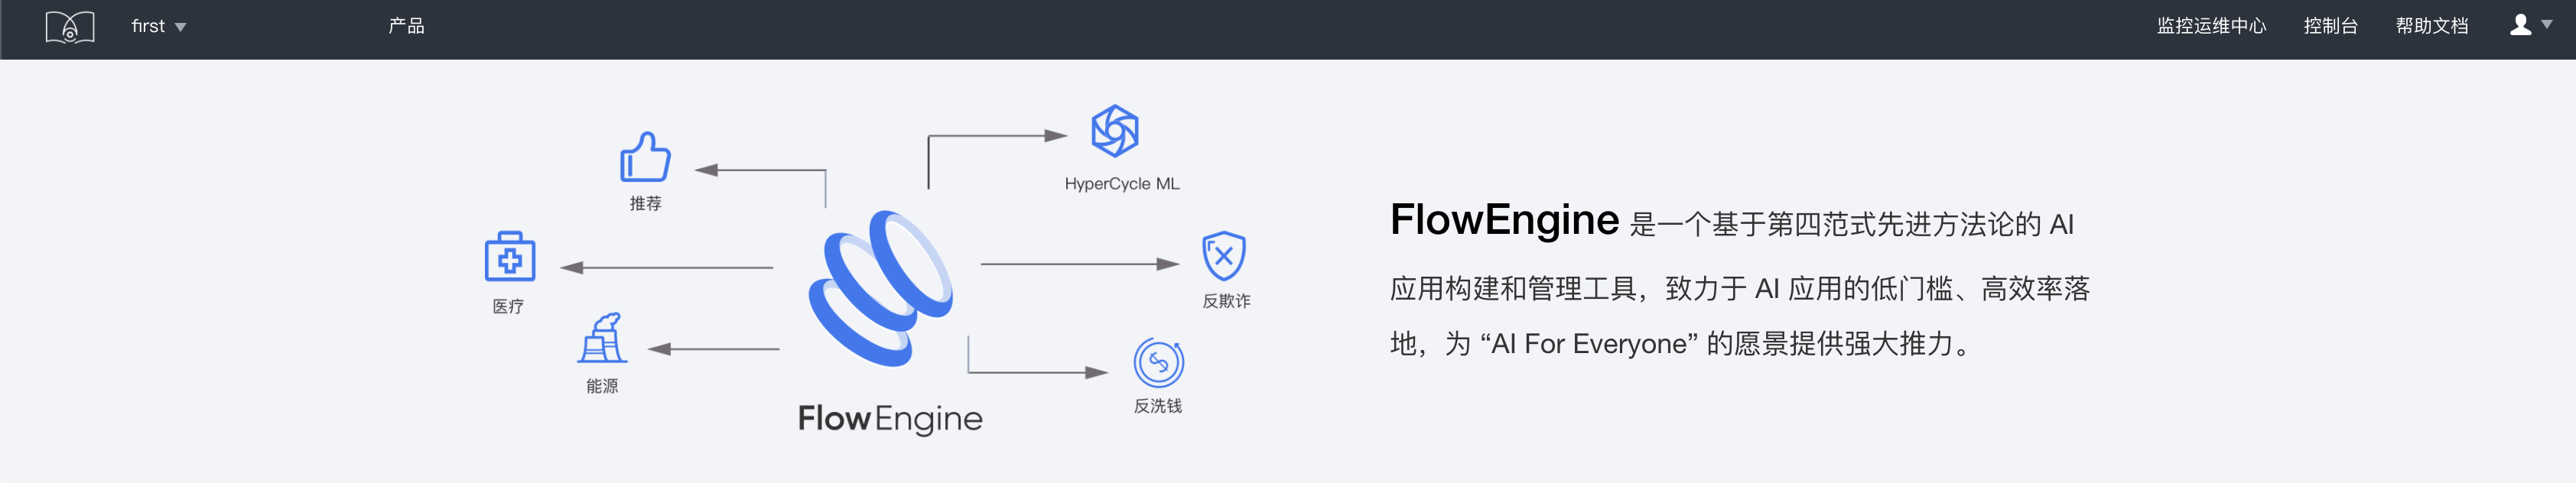 first
产品
监控运维中心
控制台
帮助文档
推荐
HyperCycle ML
医疗
反欺诈
能源
反洗钱
FlowEngine
FlowEngine 是一个基于第四范式先进方法论的 AI
应用构建和管理工具，致力于 AI 应用的低门槛、高效率落
地，为 “AI For Everyone” 的愿景提供强大推力。